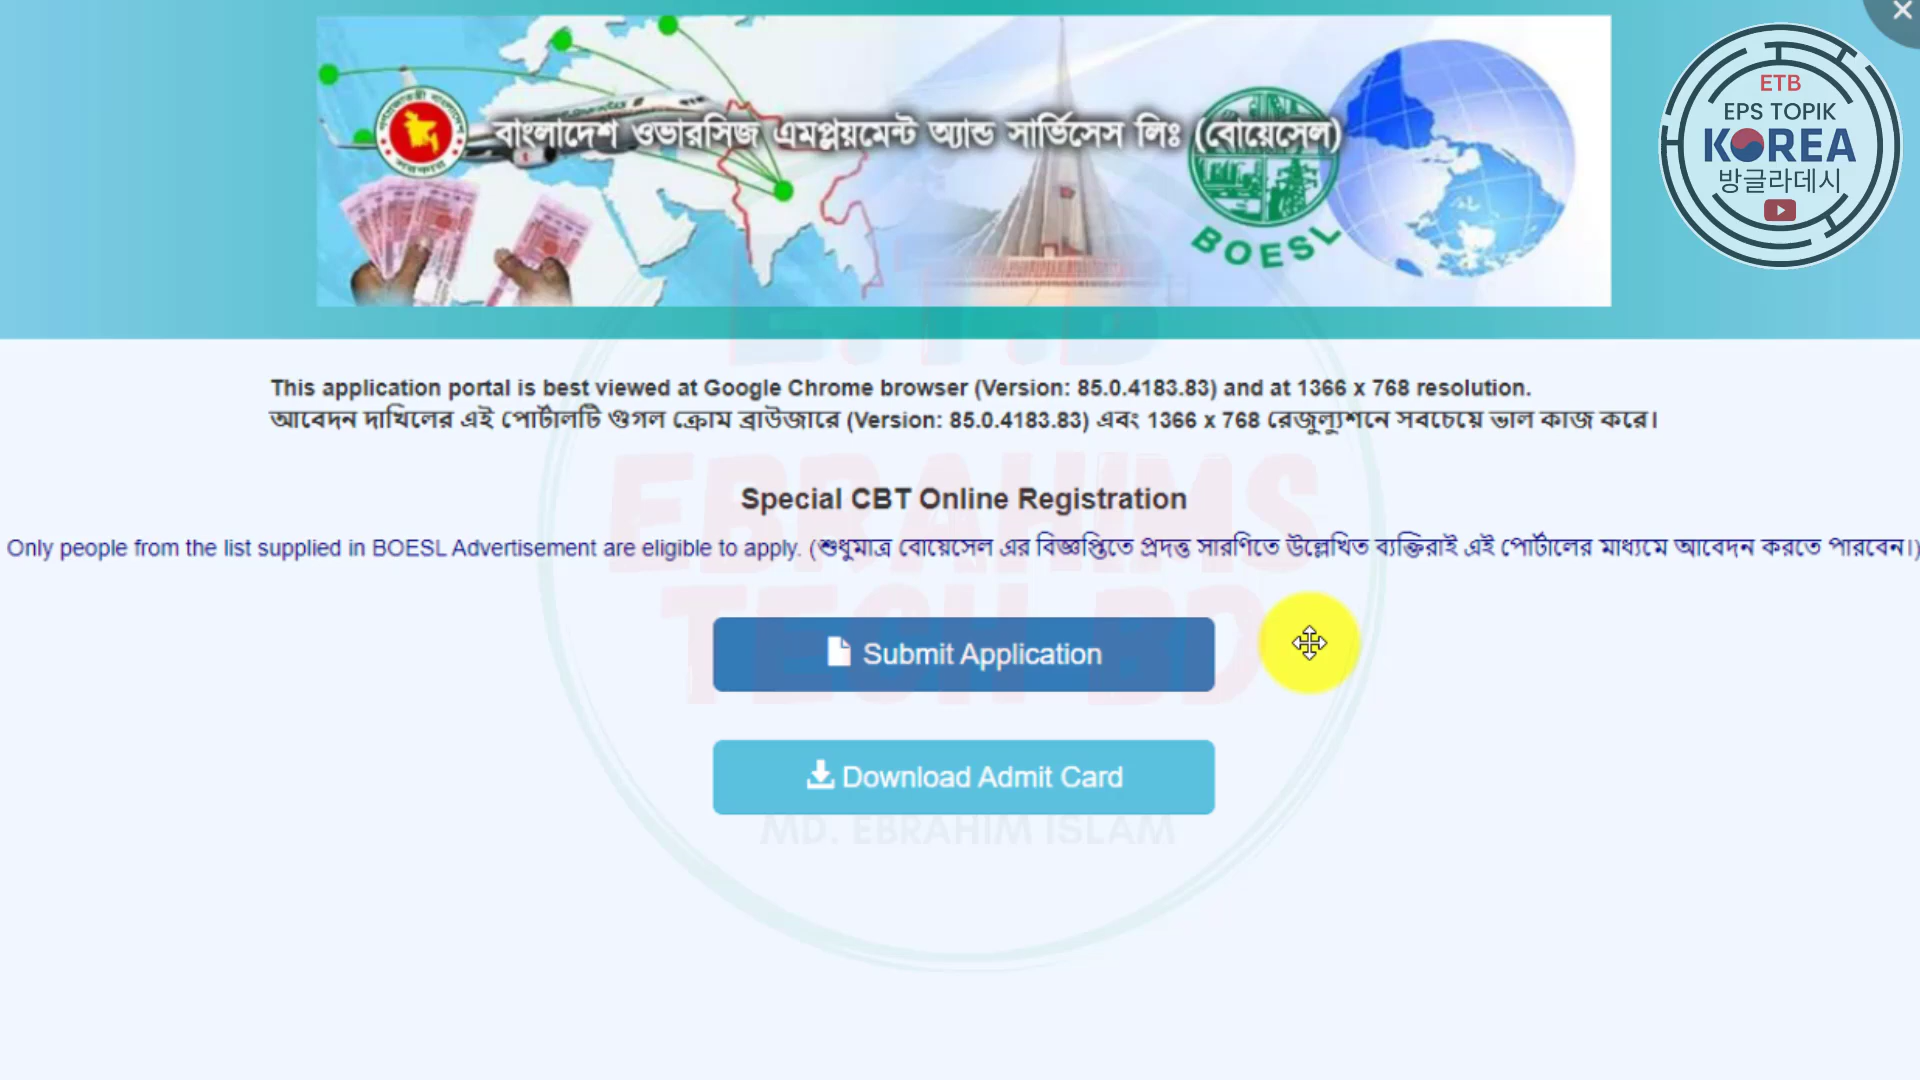 বাংলাদেশ ওভারসিজ এমপ্লয়মেন্ট অ্যান্ড সার্ভিসেস লিঃ (বোয়েসেল)
BOESL
ETB
EPS TOPIK
KOREA
방글라데시
This application portal is best viewed at Google Chrome browser (Version: 85.0.4183.83) and at 1366 x 768 resolution.
আবেদন দাখিলের এই পোর্টালটি গুগল ক্রোম ব্রাউজারে (Version: 85.0.4183.83) এবং 1366 x 768 রেজুল্যুশনে সবচেয়ে ভাল কাজ করে।
E.T.B
EBRAHIMS
TECH BD
Special CBT Online Registration
Only people from the list supplied in BOESL Advertisement are eligible to apply. (শুধুমাত্র বোয়েসেল এর বিজ্ঞপ্তিতে প্রদত্ত সারণিতে উল্লেখিত ব্যক্তিরাই এই পোর্টালের মাধ্যমে আবেদন করতে পারবেন।)
Submit Application
Download Admit Card
MD. EBRAHIM ISLAM